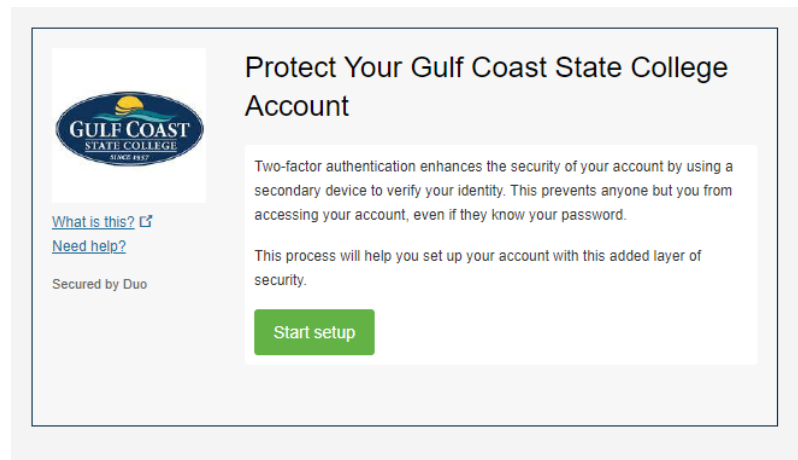 Protect Your Gulf Coast State College
Account
GULF COAST
STATE COLLEGE
SINCE 1957
Two-factor authentication enhances the security of your account by using a
secondary device to verify your identity. This prevents anyone but you from
accessing your account, even if they know your password.
What is this?
Need help?
This process will help you set up your account with this added layer of
security.
Secured by Duo
Start setup